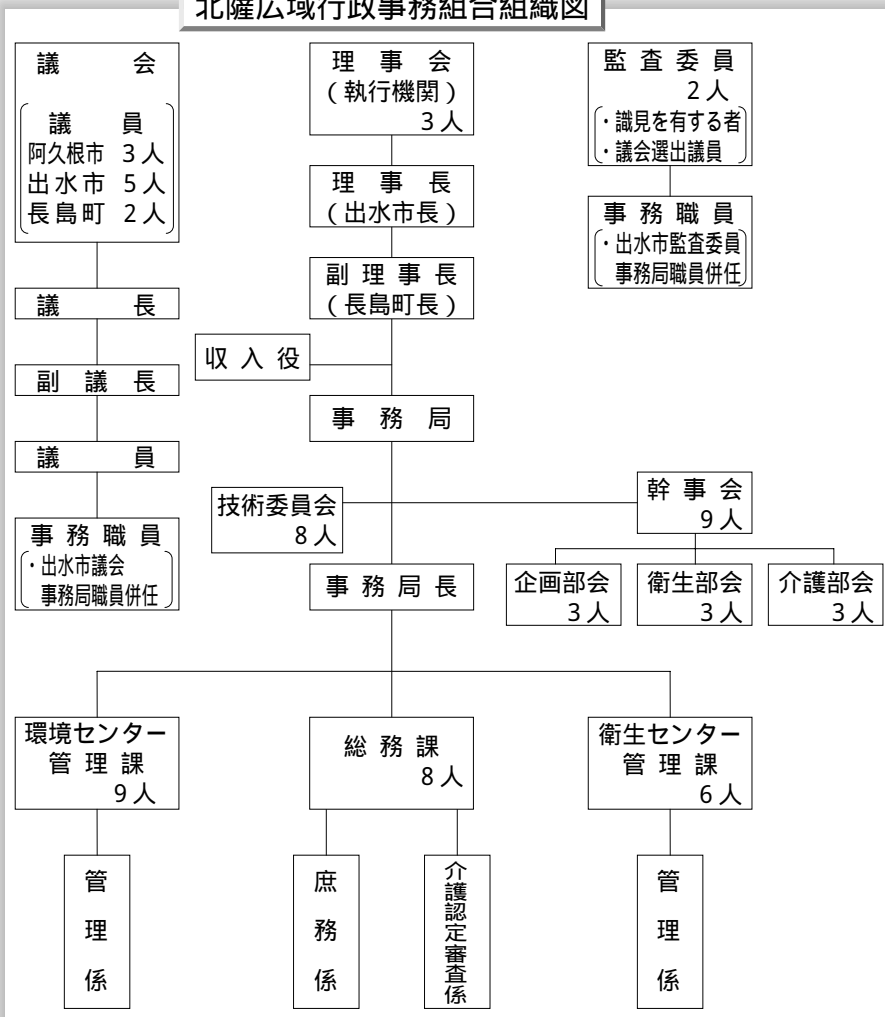 北薩広域行政事務組合組織図
議会
議員
阿久根市 3人
出水市 5人
長島町 2人
議長
副議長
議員
事務職員
・出水市議会
事務局職員併任
理事会
(執行機関)
3人
理事長
(出水市長)
副理事長
(長島町長)
収入役
事務局
技術委員会
8人
幹事会
9人
企画部会
3人
衛生部会
3人
介護部会
3人
事務局長
監査委員
2人
・識見を有する者
・議会選出議員
事務職員
・出水市監査委員
事務局職員併任
環境センター
管理課
9人
総務課
8人
衛生センター
管理課
6人
管理係
庶務係
介護認定審査係
管理係